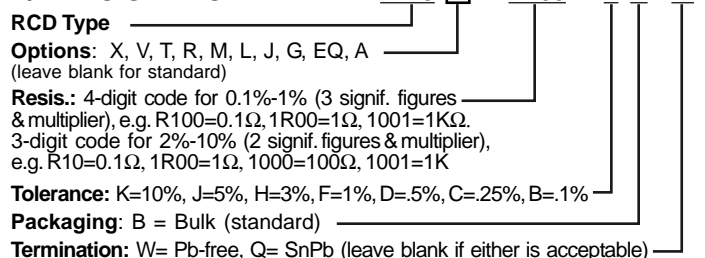 RCD Type
Options: X, V, T, R, M, L, J, G, EQ, A
(leave blank for standard)
Resis.: 4-digit code for 0.1%-1% (3 signif. figures
& multiplier), e.g. R100=0.1Ω, 1R00=1Ω, 1001=1KΩ.
3-digit code for 2%-10% (2 signif. figures & multiplier),
e.g. R10=0.1Ω, 1R00=1Ω, 1000=100Ω, 1001=1K
Tolerance: K=10%, J=5%, H=3%, F=1%, D=.5%, C=.25%, B=.1%
Packaging: B = Bulk (standard)
Termination: W= Pb-free, Q= SnPb (leave blank if either is acceptable)